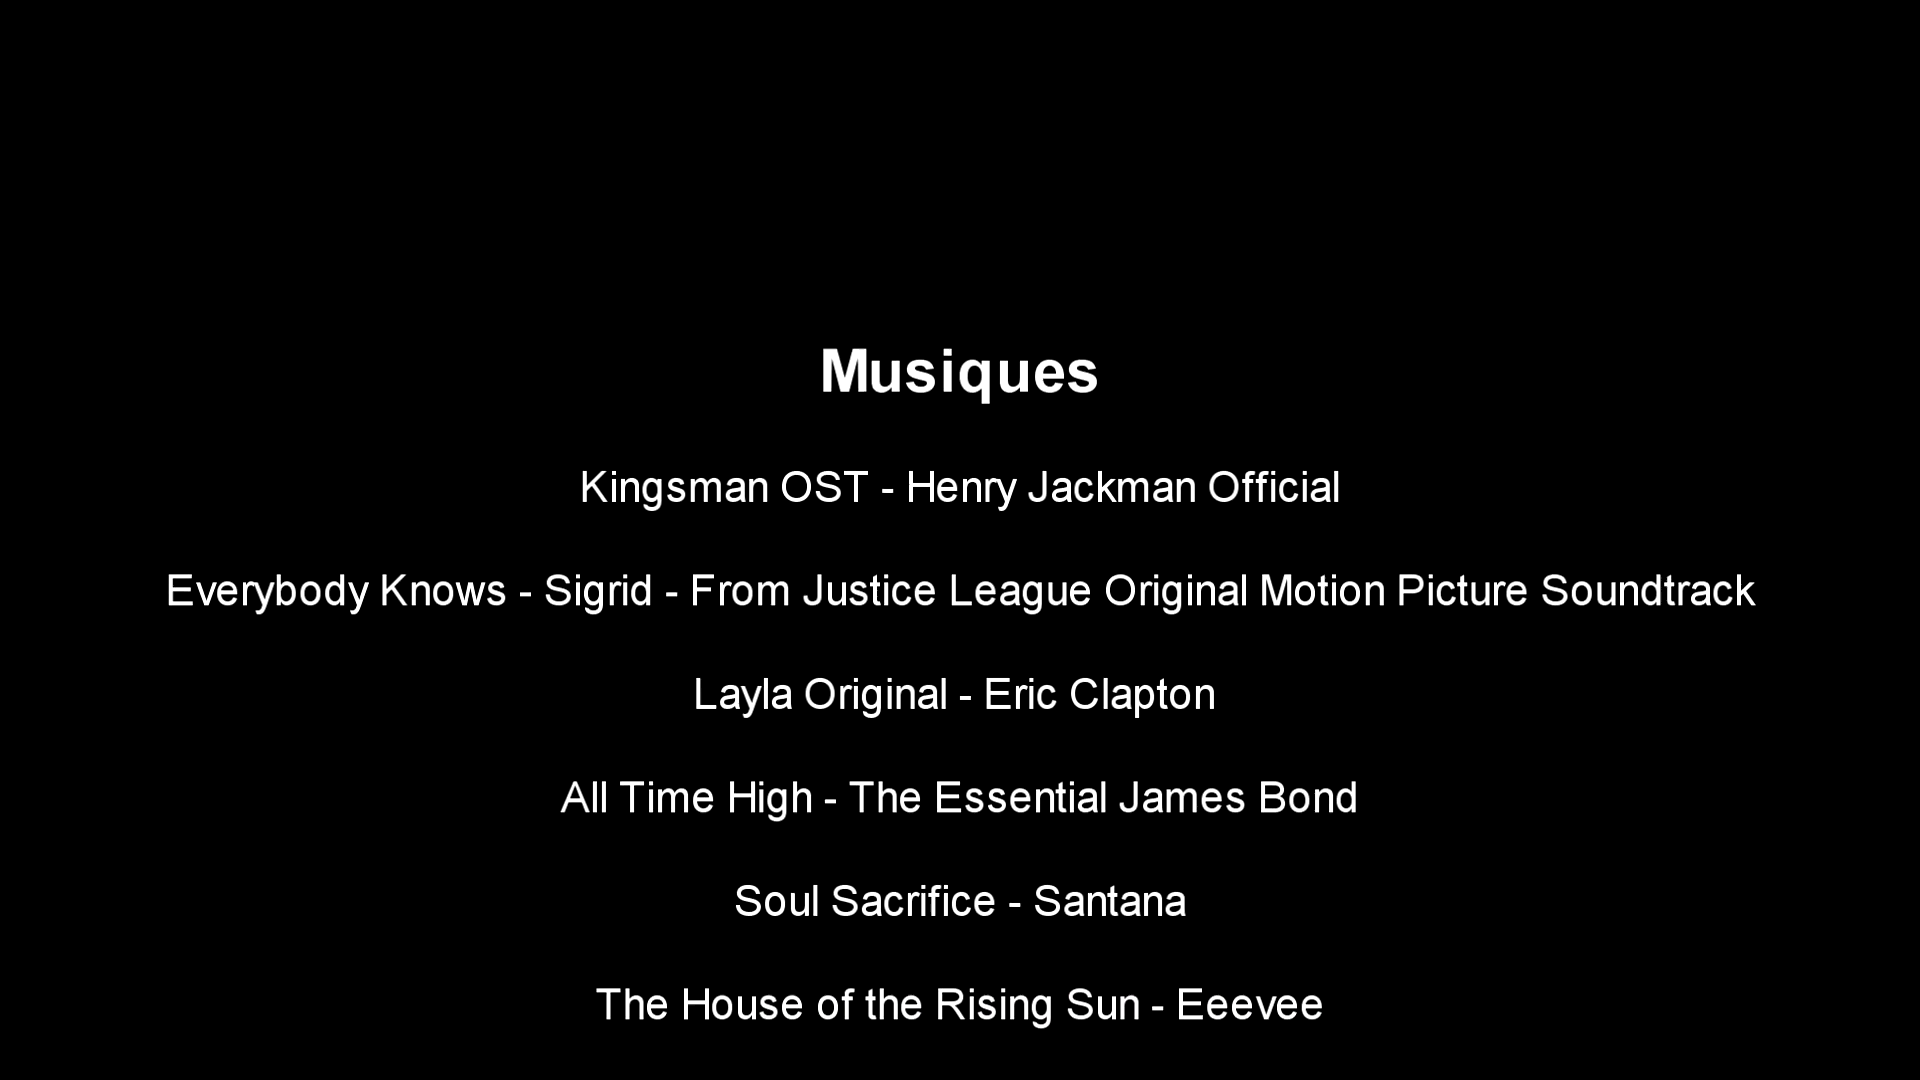 Musiques
Kingsman OST - Henry Jackman Official
Everybody Knows - Sigrid - From Justice League Original Motion Picture Soundtrack
Layla Original - Eric Clapton
All Time High - The Essential James Bond
Soul Sacrifice - Santana
The House of the Rising Sun - Eeevee